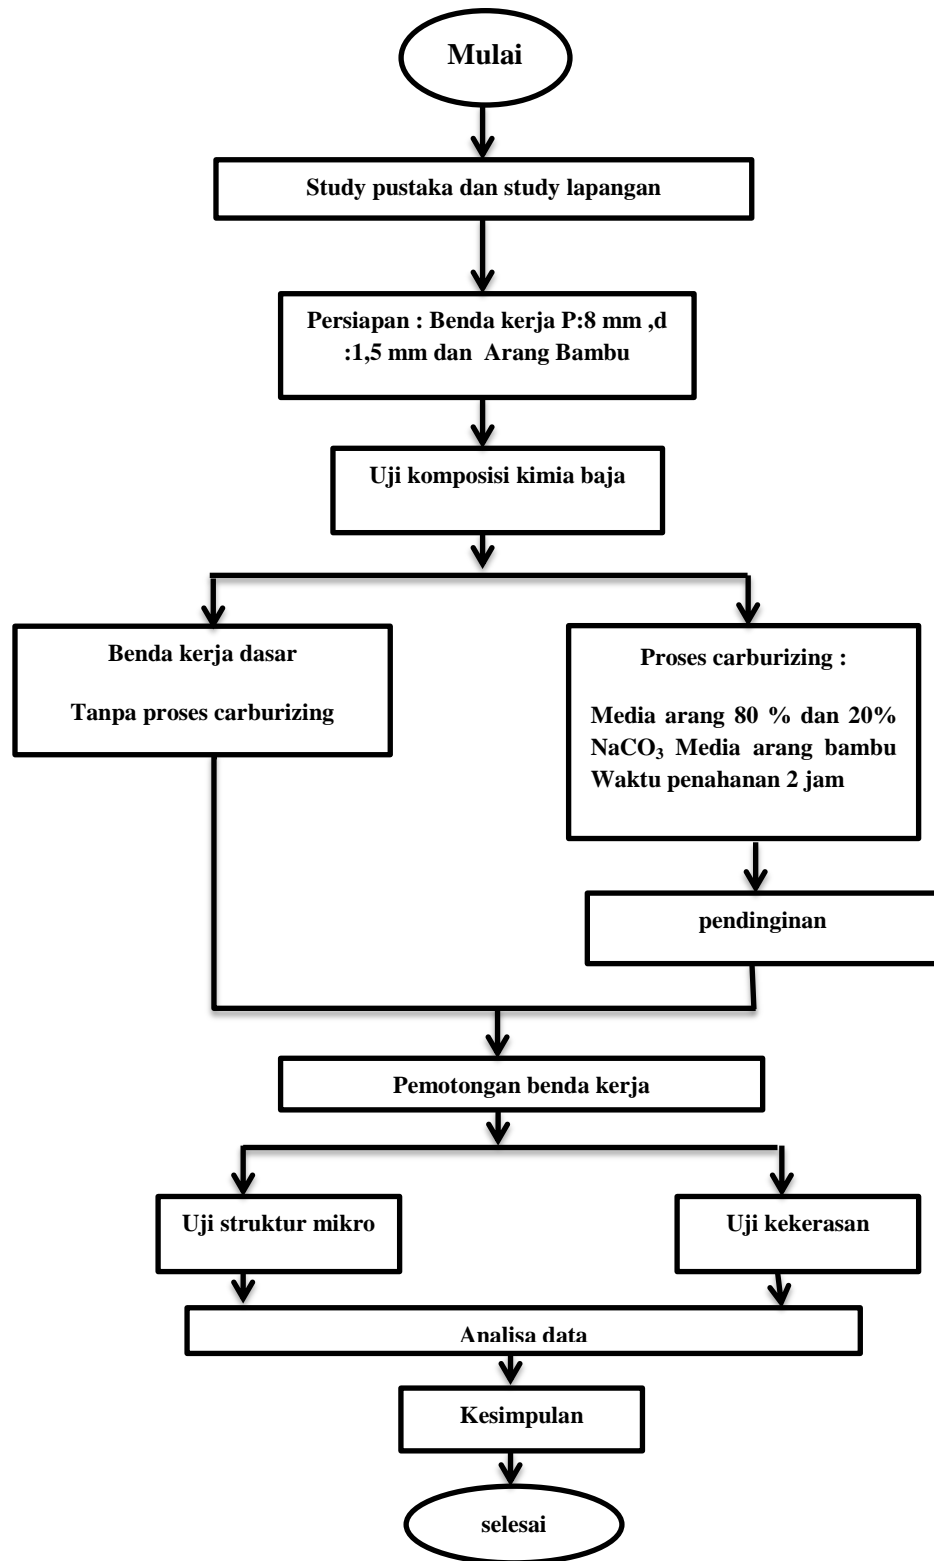 Mulai
Study pustaka dan study lapangan
Persiapan : Benda kerja P:8 mm ,d
:1,5 mm dan Arang Bambu
Uji komposisi kimia baja
Benda kerja dasar
Tanpa proses carburizing
Proses carburizing :
Media arang 80 % dan 20%
NaCO₃ Media arang bambu
Waktu penahanan 2 jam
pendinginan
Pemotongan benda kerja
Uji struktur mikro
Uji kekerasan
Analisa data
Kesimpulan
selesai